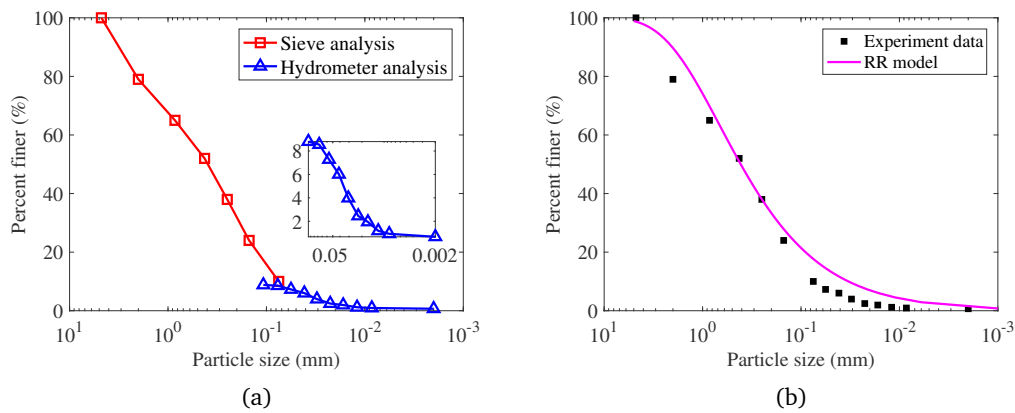 100
80
60
40
20
0
Percent finer (%)
Sieve analysis
Hydrometer analysis
8
6
4
2
0.05 0.002
10^1 10^0 10^-1 10^-2 10^-3
Particle size (mm)
(a)
100
80
60
40
20
0
Percent finer (%)
Experiment data
RR model
10^1 10^0 10^-1 10^-2 10^-3
Particle size (mm)
(b)